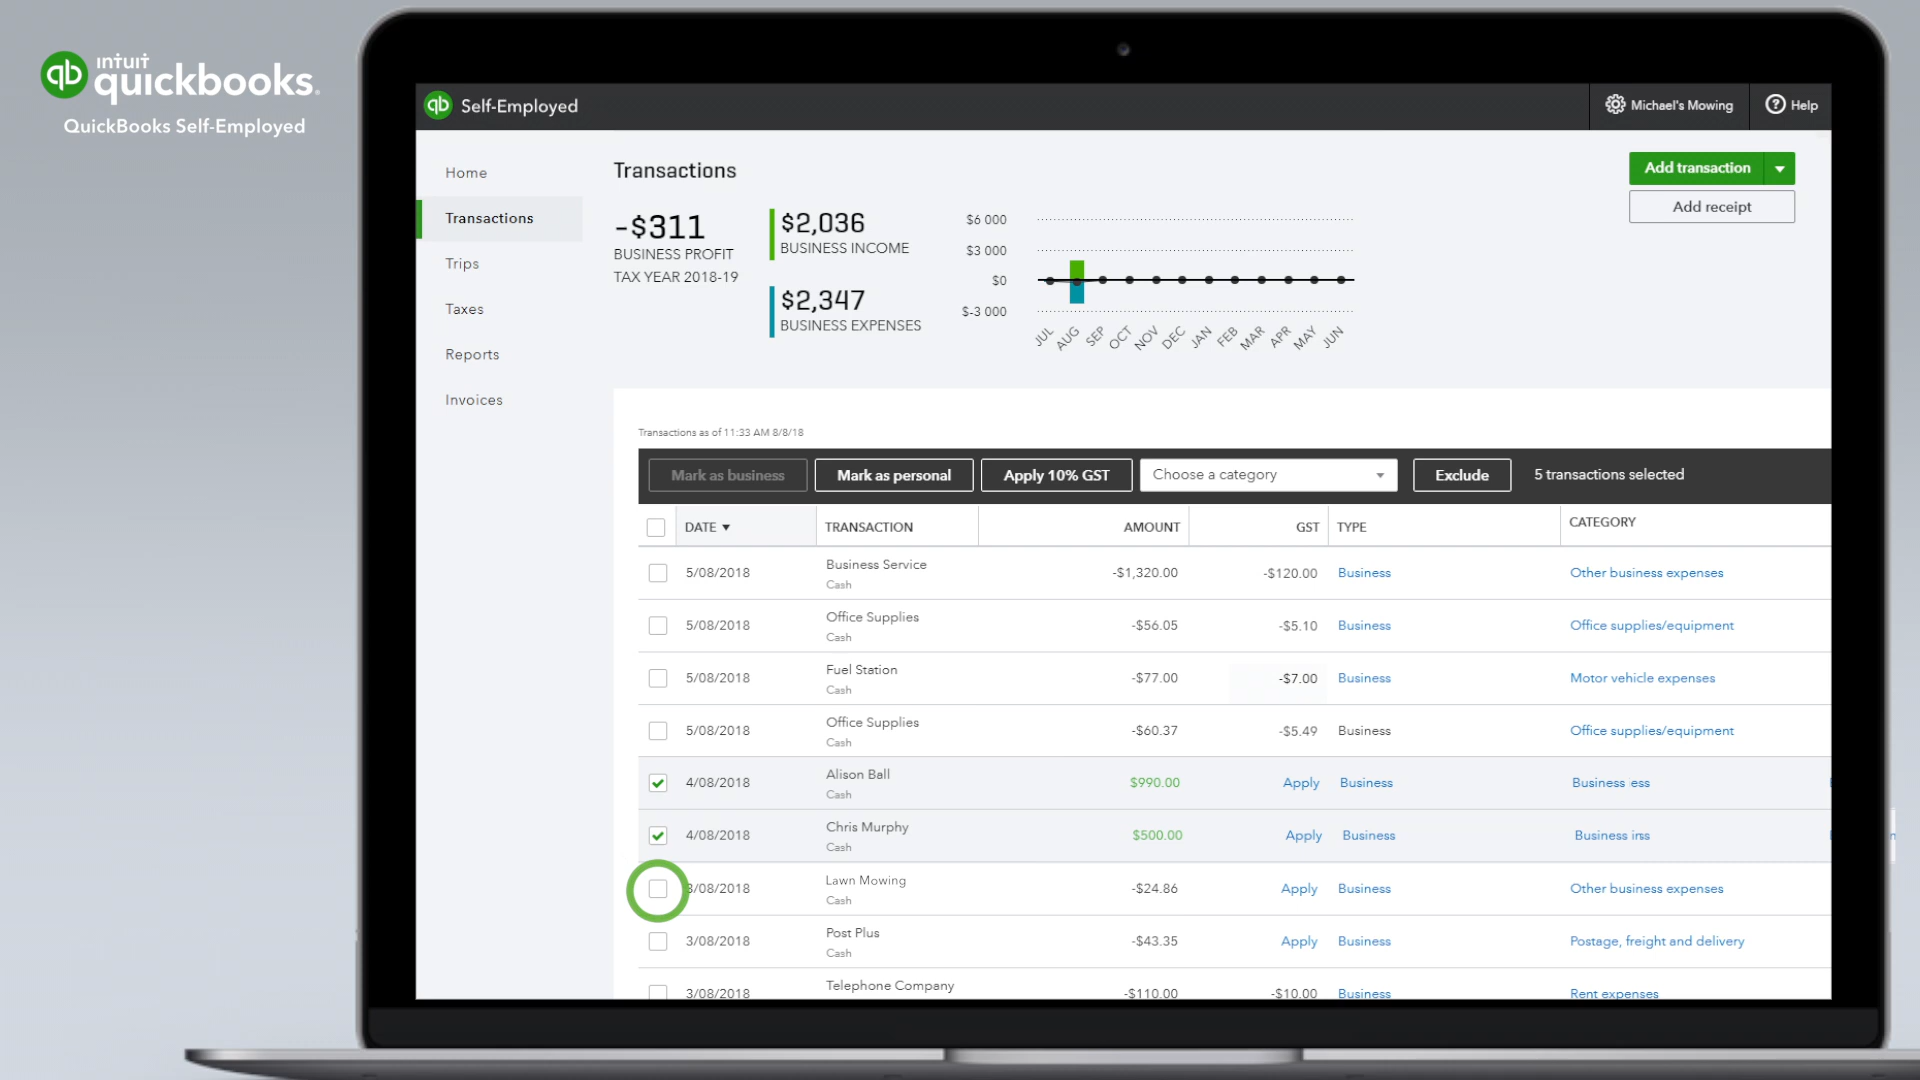 intuit
quickbooks.
QuickBooks Self-Employed
qb Self-Employed
Michael's Mowing
Help
Home
Transactions
Trips
Taxes
Reports
Invoices
Transactions
Add transaction
Add receipt
-$311
BUSINESS PROFIT
TAX YEAR 2018-19
$2,036
BUSINESS INCOME
$2,347
BUSINESS EXPENSES
$6 000
$3 000
$0
$-3 000
JUL AUG SEP OCT NOV DEC JAN FEB MAR APR MAY JUN
Transactions as of 11:33 AM 8/8/18
Mark as business Mark as personal Apply 10% GST Choose a category Exclude 5 transactions selected
DATE TRANSACTION AMOUNT GST TYPE CATEGORY
5/08/2018 Business Service -$1,320.00 -$120.00 Business Other business expenses
Cash
5/08/2018 Office Supplies -$56.05 -$5.10 Business Office supplies/equipment
Cash
5/08/2018 Fuel Station -$77.00 -$7.00 Business Motor vehicle expenses
Cash
5/08/2018 Office Supplies -$60.37 -$5.49 Business Office supplies/equipment
Cash
4/08/2018 Alison Ball $990.00 Apply Business Business
Cash
4/08/2018 Chris Murphy $500.00 Apply Business Business
Cash
3/08/2018 Lawn Mowing -$24.86 Apply Business Other business expenses
Cash
3/08/2018 Post Plus -$43.35 Apply Business Postage, freight and delivery
Cash
3/08/2018 Telephone Company -$110.00 -$10.00 Business Rent expenses